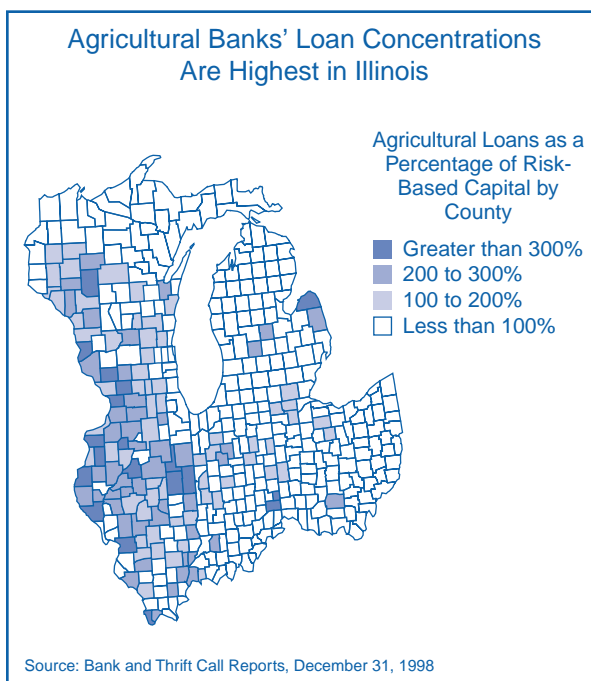 Agricultural Banks’ Loan Concentrations
Are Highest in Illinois
Agricultural Loans as a
Percentage of Risk-
Based Capital by
County
Greater than 300%
200 to 300%
100 to 200%
Less than 100%
Source: Bank and Thrift Call Reports, December 31, 1998